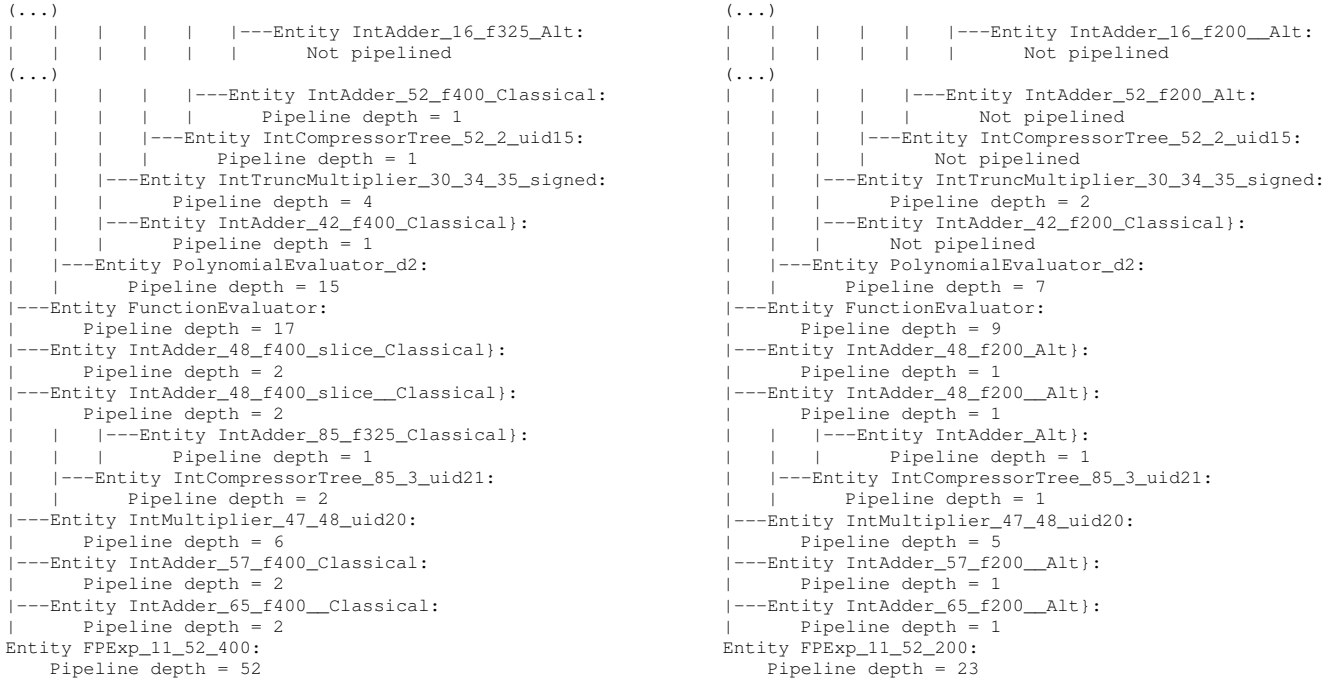 (...)
|   |   |   |   |   |---Entity IntAdder_16_f325_Alt:
|   |   |   |   |   |      Not pipelined
(...)
|   |   |   |   |---Entity IntAdder_52_f400_Classical:
|   |   |   |   |      Pipeline depth = 1
|   |   |   |---Entity IntCompressorTree_52_2_uid15:
|   |   |   |      Pipeline depth = 1
|   |   |---Entity IntTruncMultiplier_30_34_35_signed:
|   |   |      Pipeline depth = 4
|   |   |---Entity IntAdder_42_f400_Classical}:
|   |   |      Pipeline depth = 1
|   |---Entity PolynomialEvaluator_d2:
|   |      Pipeline depth = 15
|---Entity FunctionEvaluator:
|      Pipeline depth = 17
|---Entity IntAdder_48_f400_slice_Classical}:
|      Pipeline depth = 2
|---Entity IntAdder_48_f400_slice__Classical}:
|      Pipeline depth = 2
|   |   |---Entity IntAdder_85_f325_Classical}:
|   |   |      Pipeline depth = 1
|   |---Entity IntCompressorTree_85_3_uid21:
|   |      Pipeline depth = 2
|---Entity IntMultiplier_47_48_uid20:
|      Pipeline depth = 6
|---Entity IntAdder_57_f400_Classical:
|      Pipeline depth = 2
|---Entity IntAdder_65_f400__Classical:
|      Pipeline depth = 2
Entity FPExp_11_52_400:
    Pipeline depth = 52
(...)
|   |   |   |   |   |---Entity IntAdder_16_f200__Alt:
|   |   |   |   |   |      Not pipelined
(...)
|   |   |   |   |---Entity IntAdder_52_f200_Alt:
|   |   |   |   |      Not pipelined
|   |   |   |---Entity IntCompressorTree_52_2_uid15:
|   |   |   |      Not pipelined
|   |   |---Entity IntTruncMultiplier_30_34_35_signed:
|   |   |      Pipeline depth = 2
|   |   |---Entity IntAdder_42_f200_Classical}:
|   |   |      Not pipelined
|   |---Entity PolynomialEvaluator_d2:
|   |      Pipeline depth = 7
|---Entity FunctionEvaluator:
|      Pipeline depth = 9
|---Entity IntAdder_48_f200_Alt}:
|      Pipeline depth = 1
|---Entity IntAdder_48_f200__Alt}:
|      Pipeline depth = 1
|   |   |---Entity IntAdder_Alt}:
|   |   |      Pipeline depth = 1
|   |---Entity IntCompressorTree_85_3_uid21:
|   |      Pipeline depth = 1
|---Entity IntMultiplier_47_48_uid20:
|      Pipeline depth = 5
|---Entity IntAdder_57_f200__Alt}:
|      Pipeline depth = 1
|---Entity IntAdder_65_f200__Alt}:
|      Pipeline depth = 1
Entity FPExp_11_52_200:
    Pipeline depth = 23